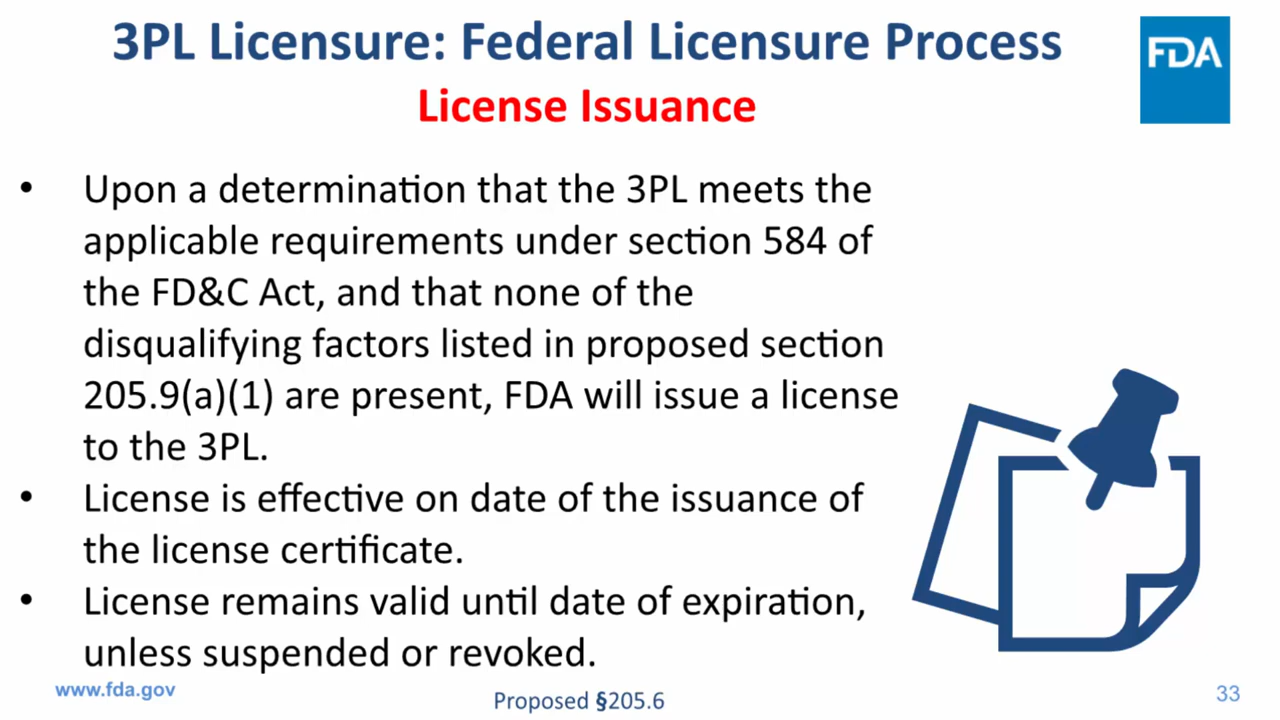 3PL Licensure: Federal Licensure Process
FDA
License Issuance
• Upon a determination that the 3PL meets the
applicable requirements under section 584 of
the FD&C Act, and that none of the
disqualifying factors listed in proposed section
205.9(a)(1) are present, FDA will issue a license
to the 3PL.
• License is effective on date of the issuance of
the license certificate.
• License remains valid until date of expiration,
unless suspended or revoked.
www.fda.gov
Proposed §205.6
33